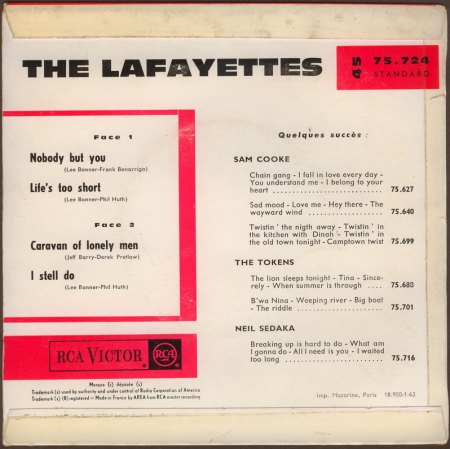 THE LAFAYETTES
45 75.724
STANDARD
Face 1
Nobody but you
(Lee Bonner-Frank Bonarrigo)
Life's too short
(Lee Bonner-Phil Huth)
Face 2
Caravan of lonely men
(Jeff Barry-Derek Pretlow)
I stell do
(Lee Bonner-Phil Huth)
RCA VICTOR RCA
Marque (s) déposée (s)
Trademark (s) used by authority and under control of Radio Corporation of America
Trademark (s) registered — Made in France by AREA from RCA master recording
Quelques succès :
SAM COOKE
Chain gang - I fall in love every day -
You understand me - I belong to your
heart ........................ 75.627
Sad mood - Love me - Hey there - The
wayward wind .................. 75.640
Twistin ' the nigth away - Twistin ' in
the kitchen with Dinah - Twistin ' in
the old town tonight - Camptown twist 75.699
THE TOKENS
The lion sleeps tonight - Tina - Since-
rely - When summer is through .... 75.688
B'wa Nina - Weeping river - Big boat
- The riddle ................... 75.701
NEIL SEDAKA
Breaking up is hard to do - What am
I gonna do - All I need is you - I waited
too long ...................... 75.716
Imp. Mazarine, Paris 18.950-1-63